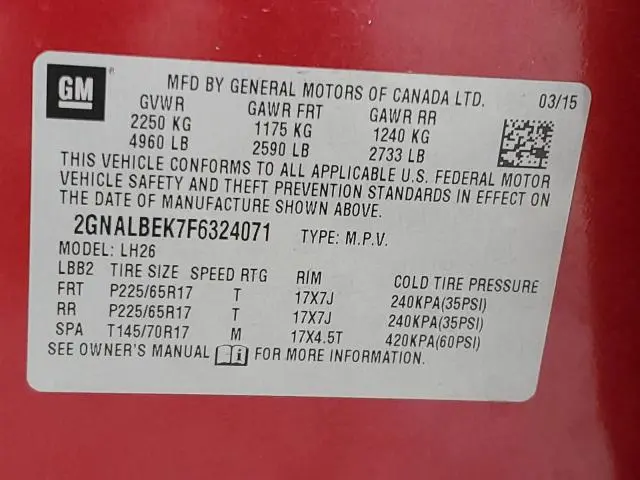 GM
MFD BY GENERAL MOTORS OF CANADA LTD. 03/15
GVWR GAWR FRT GAWR RR
2250 KG 1175 KG 1240 KG
4960 LB 2590 LB 2733 LB
THIS VEHICLE CONFORMS TO ALL APPLICABLE U.S. FEDERAL MOTOR
VEHICLE SAFETY AND THEFT PREVENTION STANDARDS IN EFFECT ON
THE DATE OF MANUFACTURE SHOWN ABOVE.
2GNALBEK7F6324071 TYPE: M.P.V.
MODEL: LH26
LBB2 TIRE SIZE SPEED RTG RIM COLD TIRE PRESSURE
FRT P225/65R17 T 17X7J 240KPA(35PSI)
RR P225/65R17 T 17X7J 240KPA(35PSI)
SPA T145/70R17 M 17X4.5T 420KPA(60PSI)
SEE OWNER'S MANUAL FOR MORE INFORMATION.